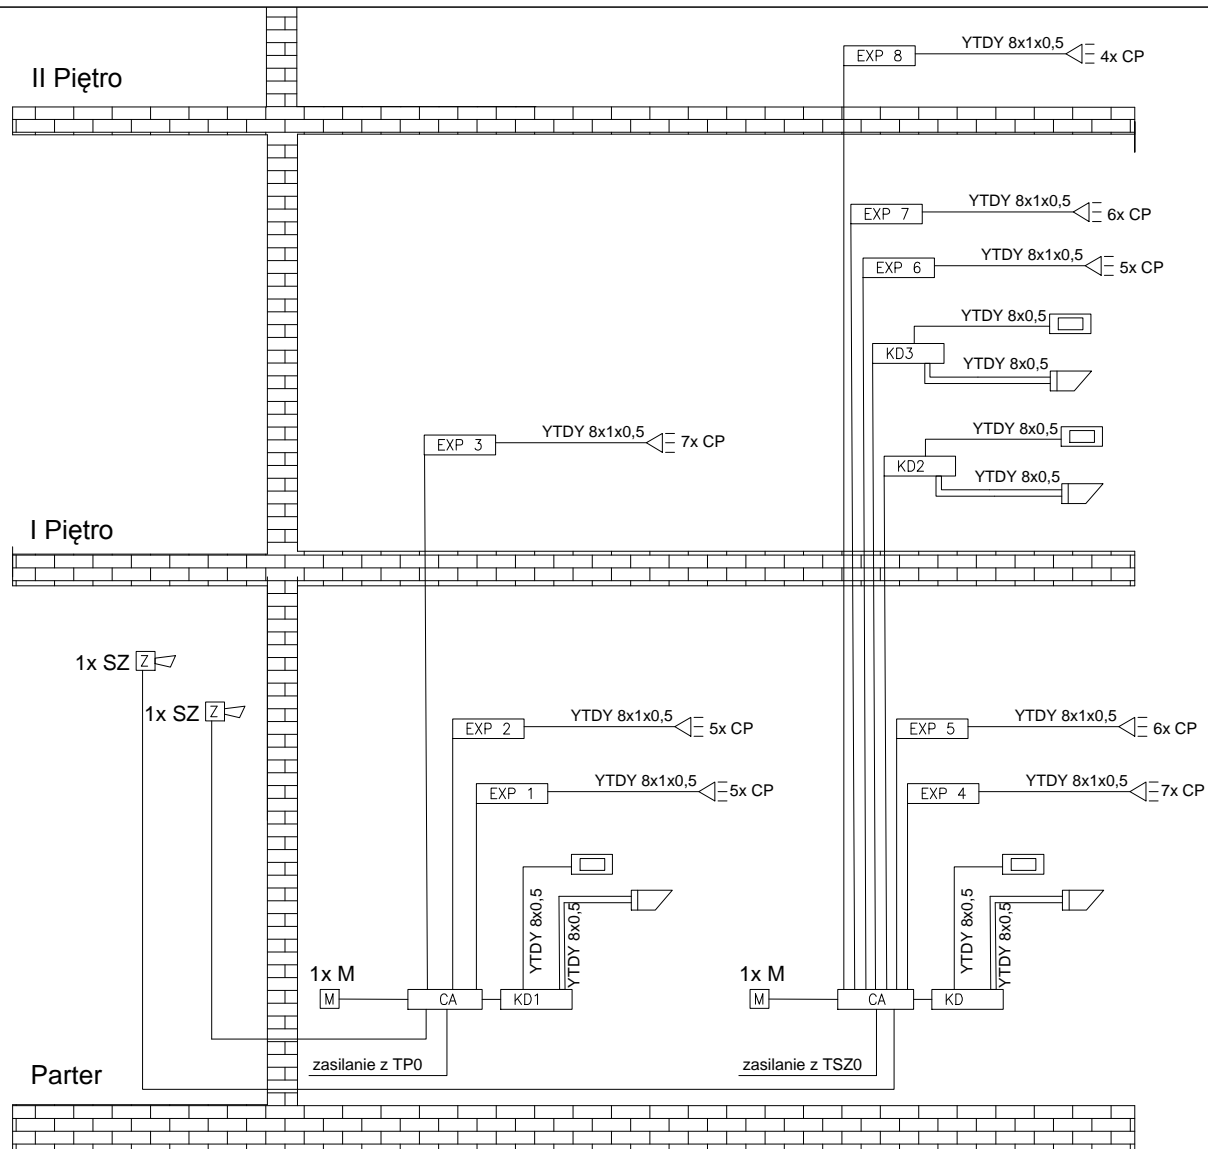 YTDY 8x1x0,5
EXP 8
4x CP
II Piętro
YTDY 8x1x0,5
EXP 7
6x CP
YTDY 8x1x0,5
EXP 6
5x CP
YTDY 8x0,5
KD3
YTDY 8x0,5
YTDY 8x1x0,5
EXP 3
7x CP
YTDY 8x0,5
KD2
YTDY 8x0,5
I Piętro
1x SZ Z
1x SZ Z
YTDY 8x1x0,5
EXP 2
5x CP
YTDY 8x1x0,5
EXP 5
6x CP
YTDY 8x1x0,5
EXP 1
5x CP
YTDY 8x1x0,5
EXP 4
7x CP
YTDY 8x0,5
YTDY 8x0,5
YTDY 8x0,5
YTDY 8x0,5
1x M
M
CA
KD1
1x M
M
CA
KD
zasilanie z TP0
zasilanie z TSZ0
Parter